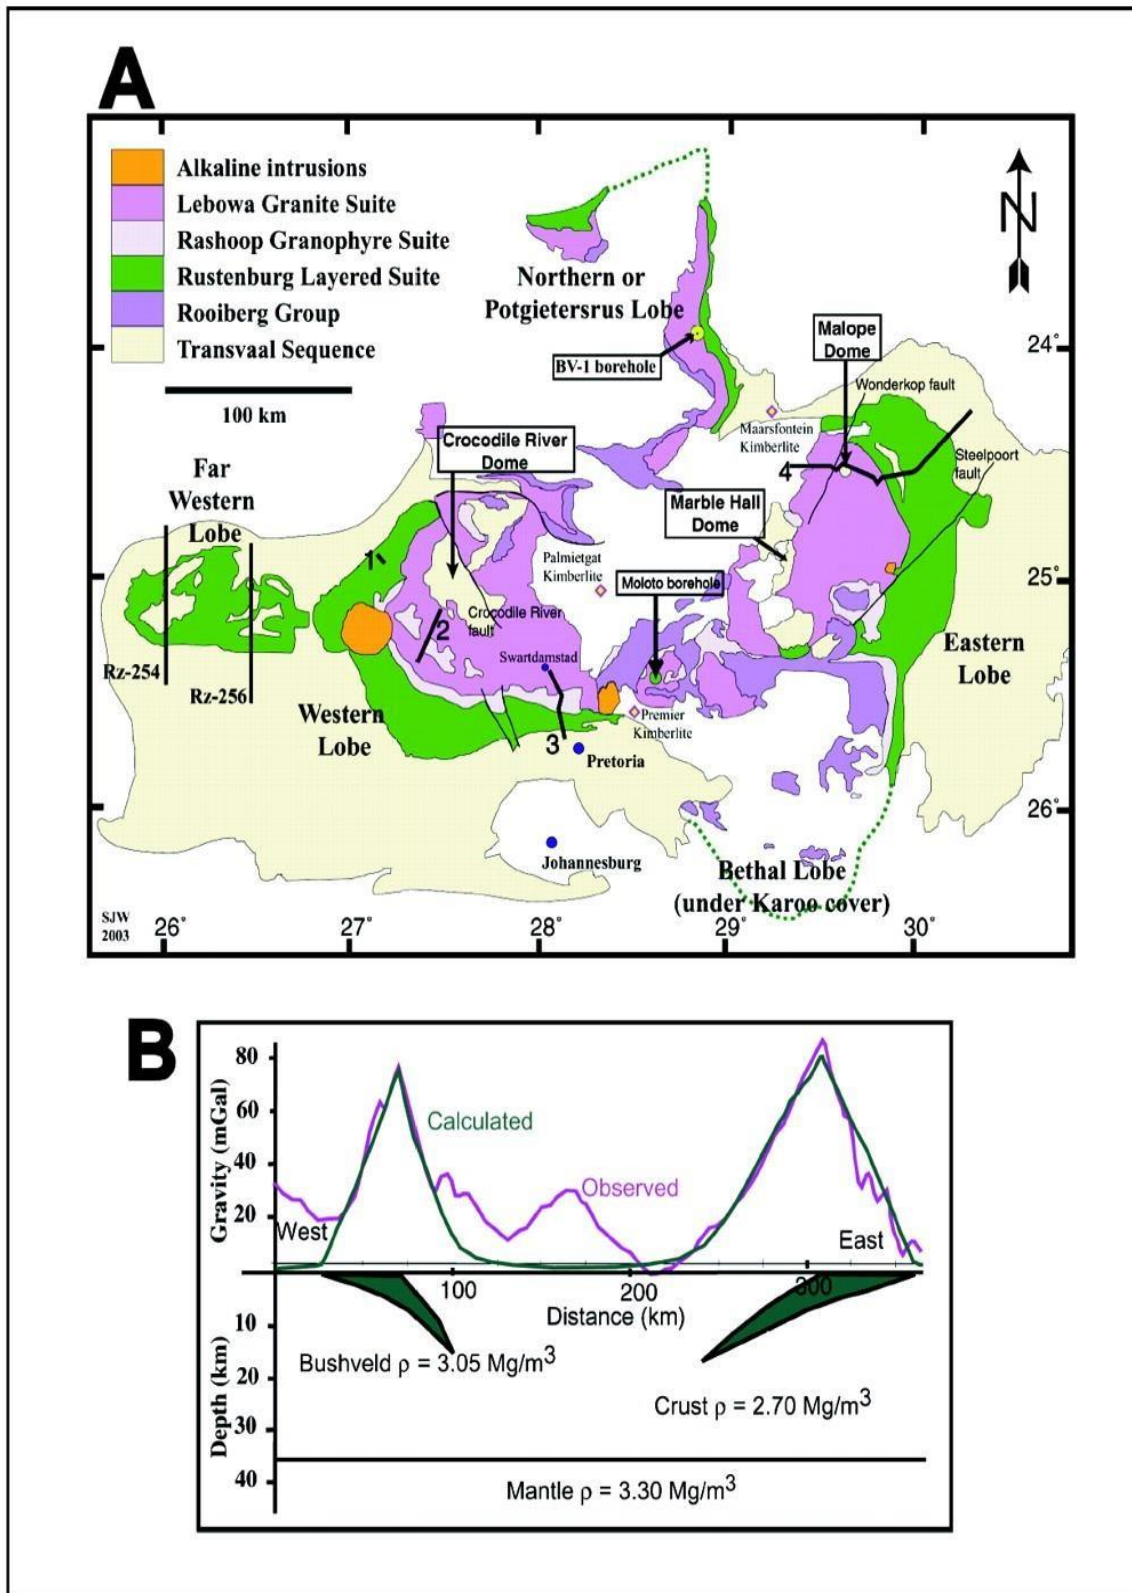 A
Alkaline intrusions
Lebowa Granite Suite
Rashoop Granophyre Suite
Rustenburg Layered Suite
Rooiberg Group
Transvaal Sequence
100 km
N
Northern or
Potgietersrus Lobe
BV-1 borehole
Malope
Dome
24°
Wonderkop fault
Maarsfontein
Kimberlite
4
Steelpoort
fault
Crocodile River
Dome
Far
Western
Lobe
Marble Hall
Dome
1
Palmietgat
Kimberlite
Moloto borehole
25°
Crocodile River
fault
2
Swartdamstad
Eastern
Lobe
Rz-254
Rz-256
Western
Lobe
3
Premier
Kimberlite
Pretoria
26°
Johannesburg
Bethal Lobe
(under Karoo cover)
SJW
2003
26°
27°
28°
29°
30°
B
Gravity (mGal)
80
60
40
20
Calculated
Observed
West
East
100
200
300
Distance (km)
Depth (km)
10
20
30
40
Bushveld ρ = 3.05 Mg/m³
Crust ρ = 2.70 Mg/m³
Mantle ρ = 3.30 Mg/m³